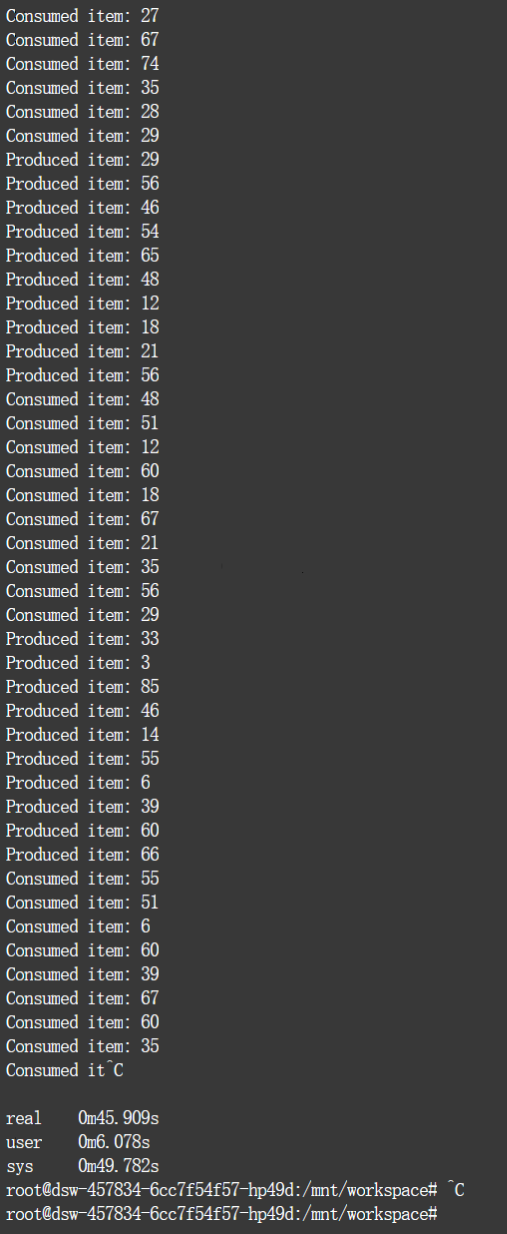 Consumed item: 27
Consumed item: 67
Consumed item: 74
Consumed item: 35
Consumed item: 28
Consumed item: 29
Produced item: 29
Produced item: 56
Produced item: 46
Produced item: 54
Produced item: 65
Produced item: 48
Produced item: 12
Produced item: 18
Produced item: 21
Produced item: 56
Consumed item: 48
Consumed item: 51
Consumed item: 12
Consumed item: 60
Consumed item: 18
Consumed item: 67
Consumed item: 21
Consumed item: 35
Consumed item: 56
Consumed item: 29
Produced item: 33
Produced item: 3
Produced item: 85
Produced item: 46
Produced item: 14
Produced item: 55
Produced item: 6
Produced item: 39
Produced item: 60
Produced item: 66
Consumed item: 55
Consumed item: 51
Consumed item: 6
Consumed item: 60
Consumed item: 39
Consumed item: 67
Consumed item: 60
Consumed item: 35
Consumed it^C
real 0m45.909s
user 0m6.078s
sys 0m49.782s
root@dsw-457834-6cc7f54f57-hp49d:/mnt/workspace# ^C
root@dsw-457834-6cc7f54f57-hp49d:/mnt/workspace#